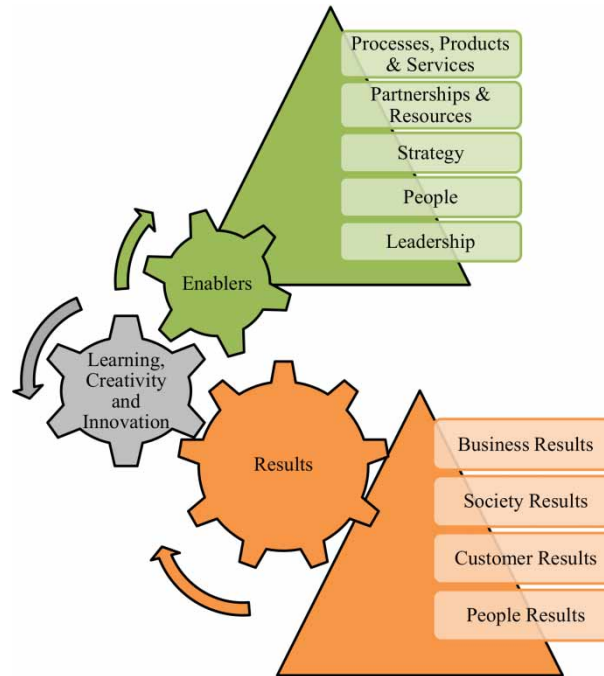 Processes, Products
& Services
Partnerships &
Resources
Strategy
People
Leadership
Enablers
Learning,
Creativity
and
Innovation
Results
Business Results
Society Results
Customer Results
People Results